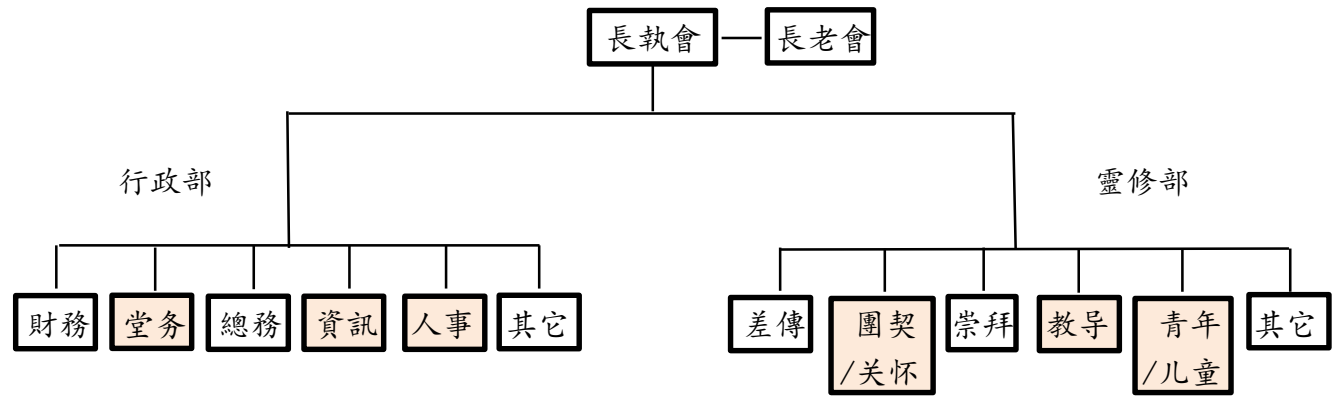 長執會 長老會
行政部 靈修部
財務 堂务 總務 資訊 人事 其它 差傳 團契 崇拜 教导 青年 其它
/关怀 /儿童